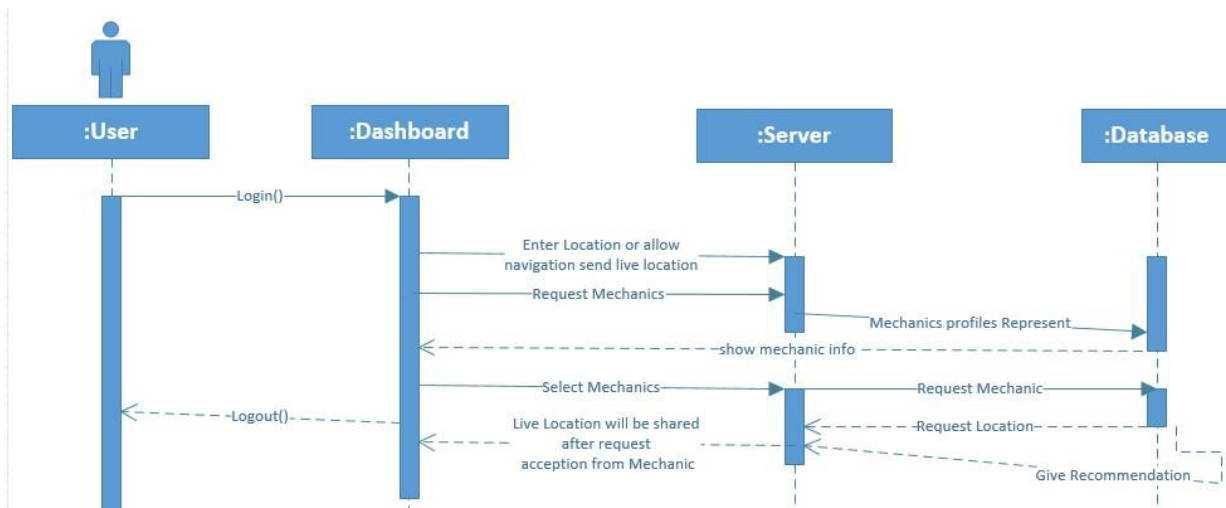 :User
:Dashboard
:Server
:Database
Login()
Enter Location or allow
navigation send live location
Request Mechanics
Mechanics profiles Represent
show mechanic info
Select Mechanics
Request Mechanic
Logout()
Live Location will be shared
after request
acception from Mechanic
Request Location
Give Recommendation